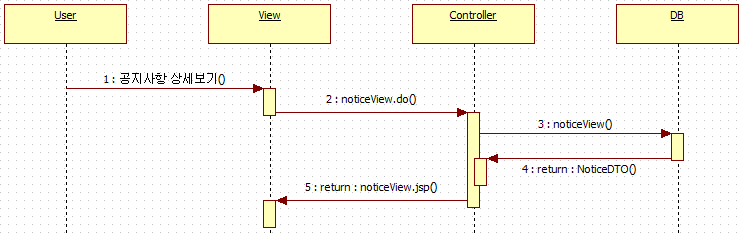 User
View
Controller
DB
1 : 공지사항 상세보기()
2 : noticeView.do()
3 : noticeView()
4 : return : NoticeDTO()
5 : return : noticeView.jsp()